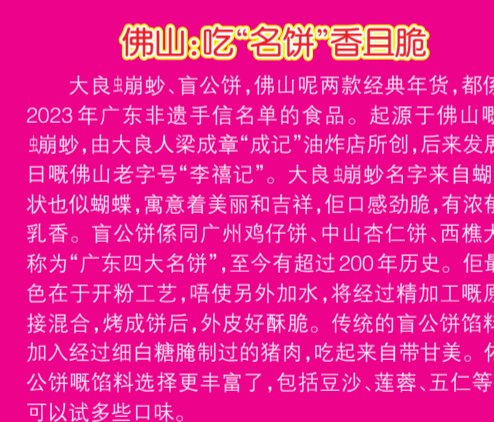 佛山:吃“名饼”香且脆
大良𧊅崩𧊅、盲公饼,佛山呢两款经典年货,都係
2023年广东非遗手信名单的食品。起源于佛山嘅
崩,由大良人梁成章“成记”油炸店所创,后来发展
日嘅佛山老字号“李禧记”。大良崩名字来自蝴
状也似蝴蝶,寓意着美丽和吉祥,佢口感劲脆,有浓郁
乳香。盲公饼係同广州鸡仔饼、中山杏仁饼、西樵大
称为“广东四大名饼”,至今有超过200年历史。佢最
色在于开粉工艺,唔使另外加水,将经过精加工嘅原
接混合,烤成饼后,外皮好酥脆。传统的盲公饼馅料
加入经过细白糖腌制过的猪肉,吃起来自带甘美。
公饼嘅馅料选择更丰富了,包括豆沙、莲蓉、五仁等
可以试多些口味。